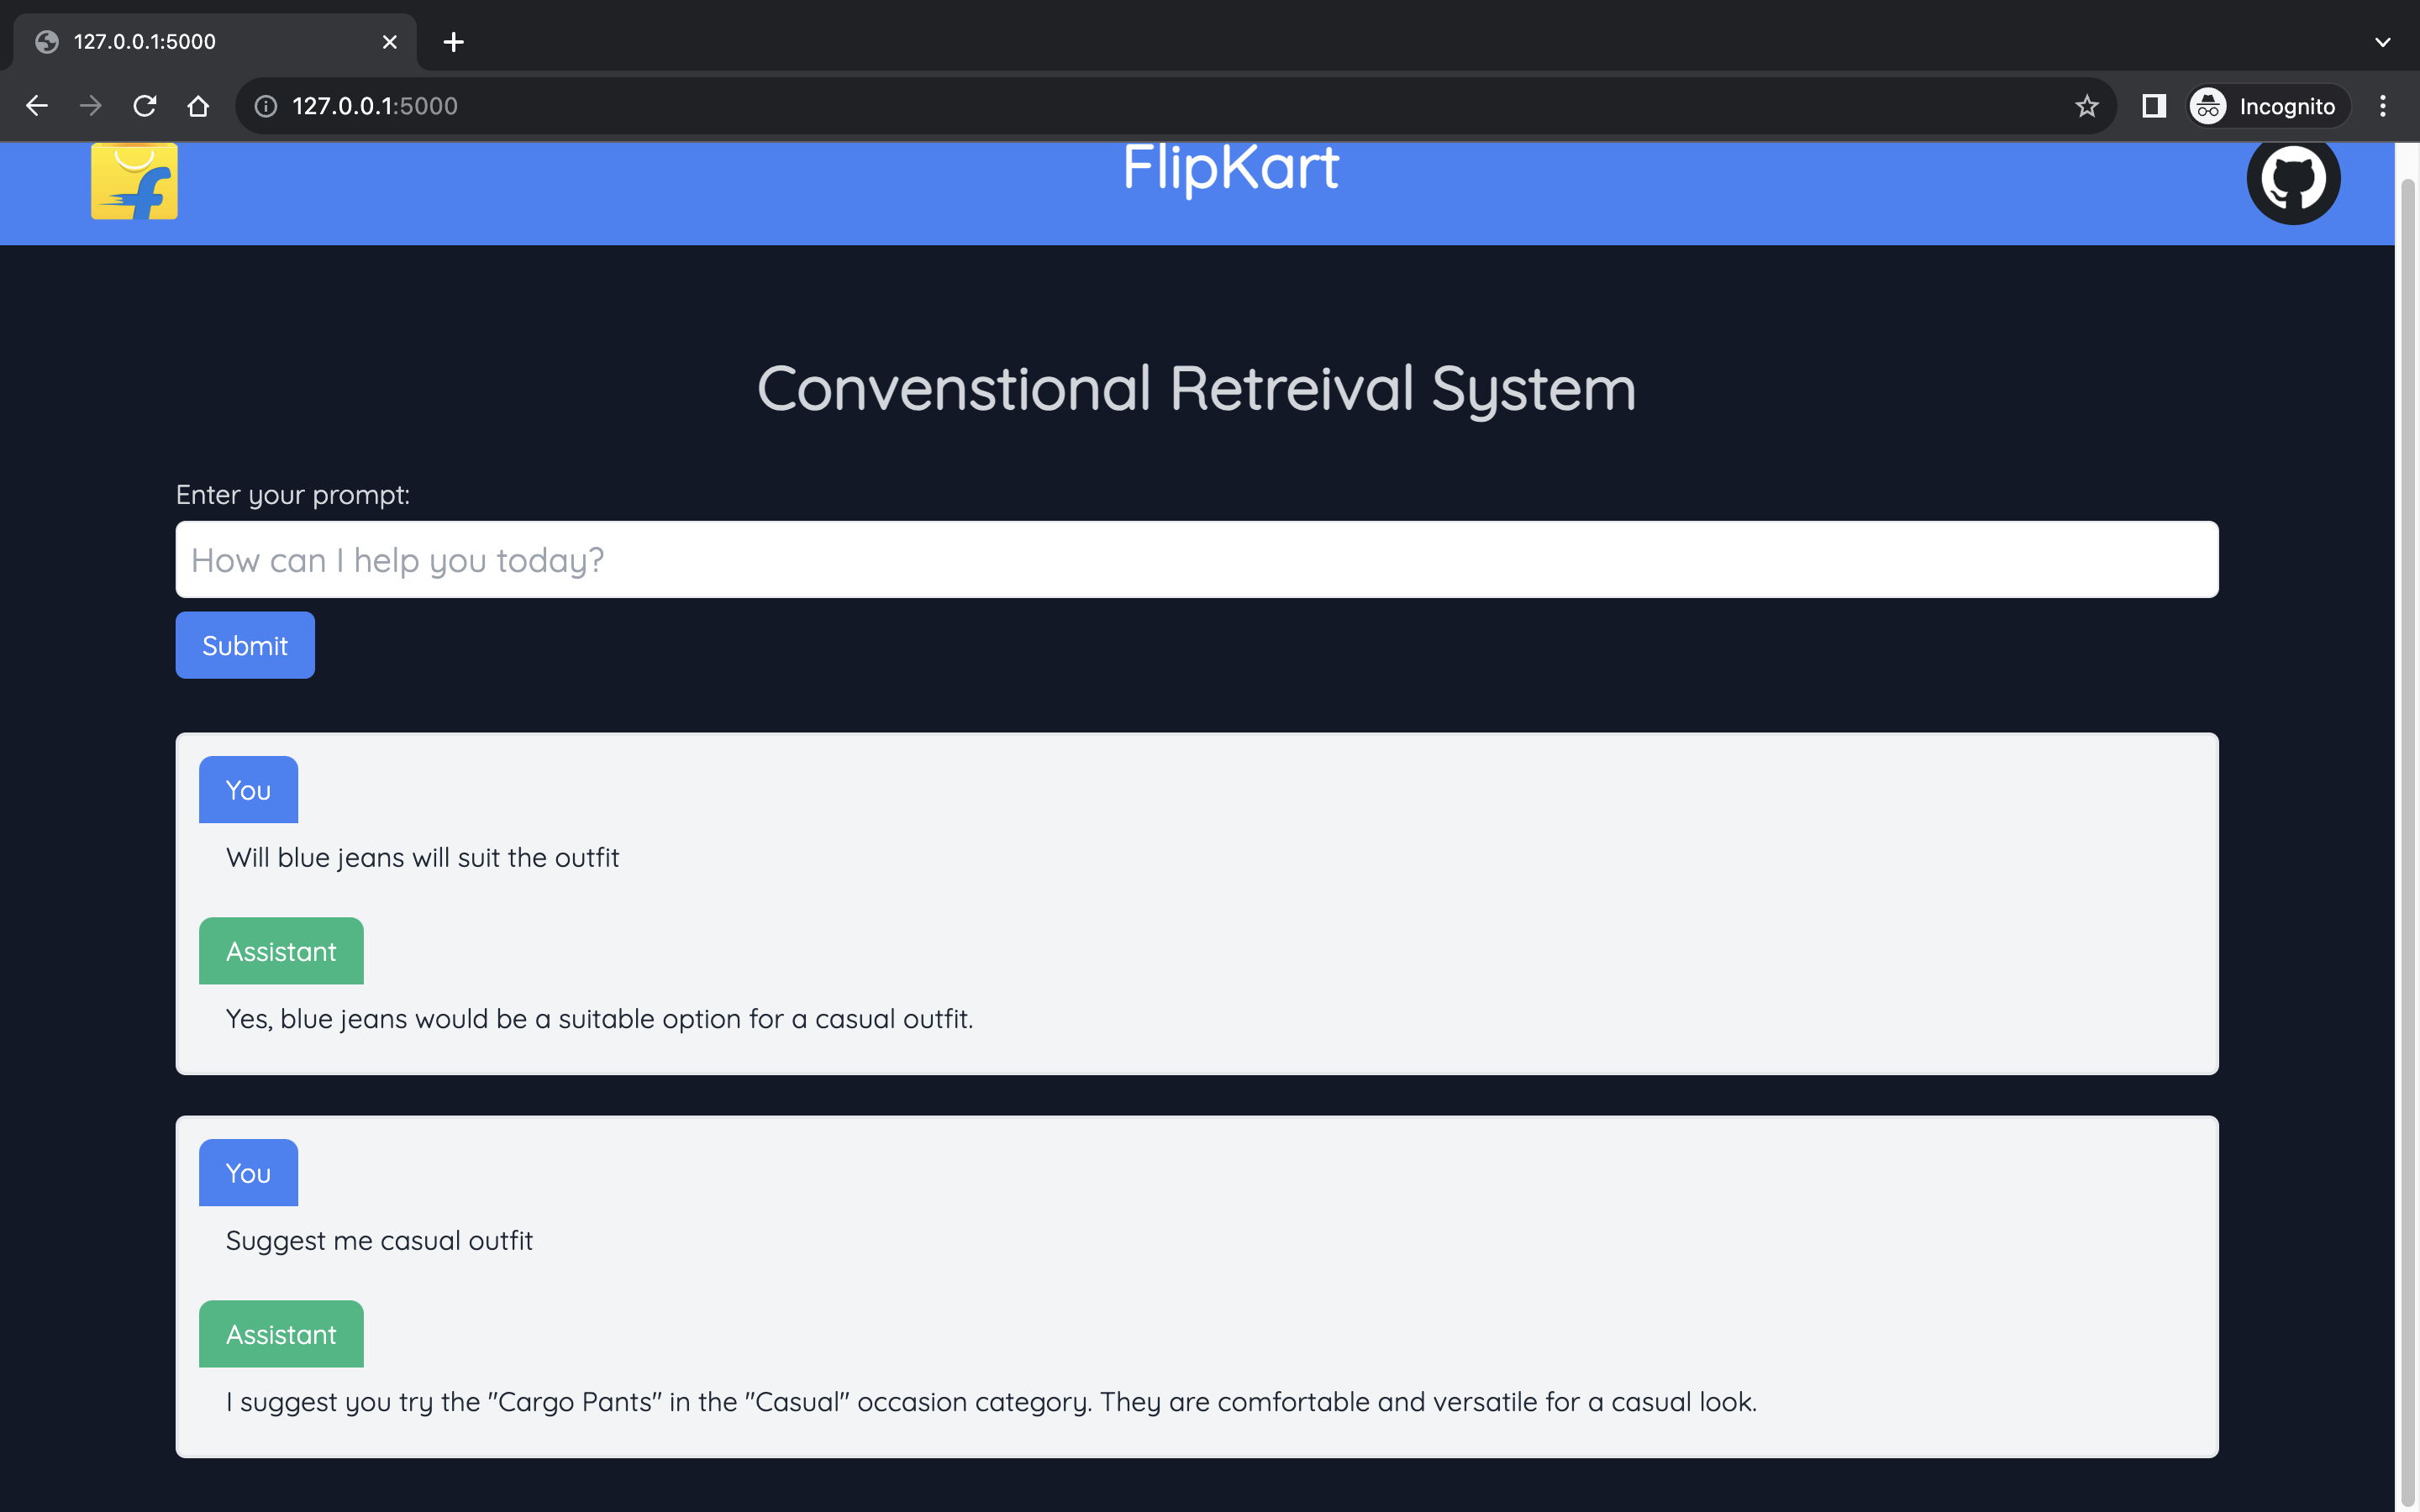 127.0.0.1:5000
127.0.0.1:5000
Incognito
FlipKart
Convenstional Retreival System
Enter your prompt:
How can I help you today?
Submit
You
Will blue jeans will suit the outfit
Assistant
Yes, blue jeans would be a suitable option for a casual outfit.
You
Suggest me casual outfit
Assistant
I suggest you try the "Cargo Pants" in the "Casual" occasion category. They are comfortable and versatile for a casual look.